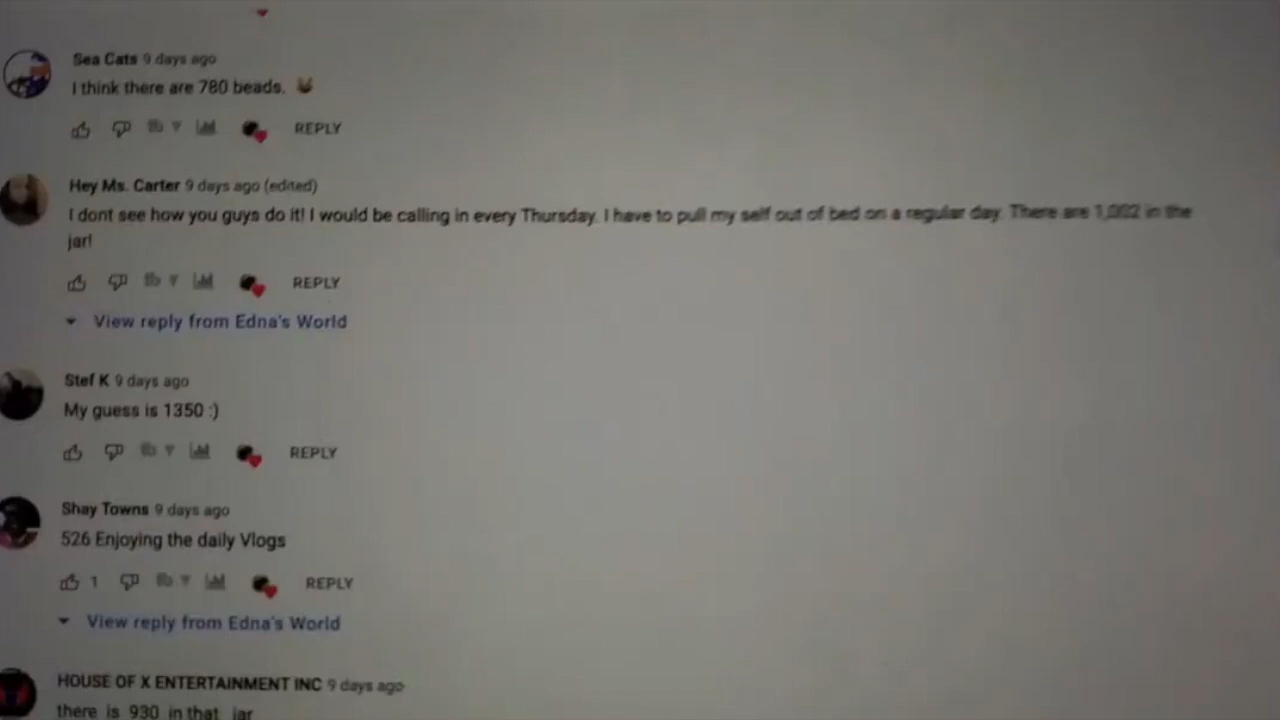 Sea Cats 9 days ago
I think there are 780 beads.
REPLY
Hey Ms. Carter 9 days ago (edited)
I dont see how you guys do it! I would be calling in every Thursday. I have to pull my self out of bed on a regular day. There are in the
jar!
REPLY
View reply from Edna's World
Stef K 9 days ago
My guess is 1350 :)
REPLY
Shay Towns 9 days ago
526 Enjoying the daily Vlogs
1 REPLY
View reply from Edna's World
HOUSE OF X ENTERTAINMENT INC 9 days ago
there is 930 in that jar